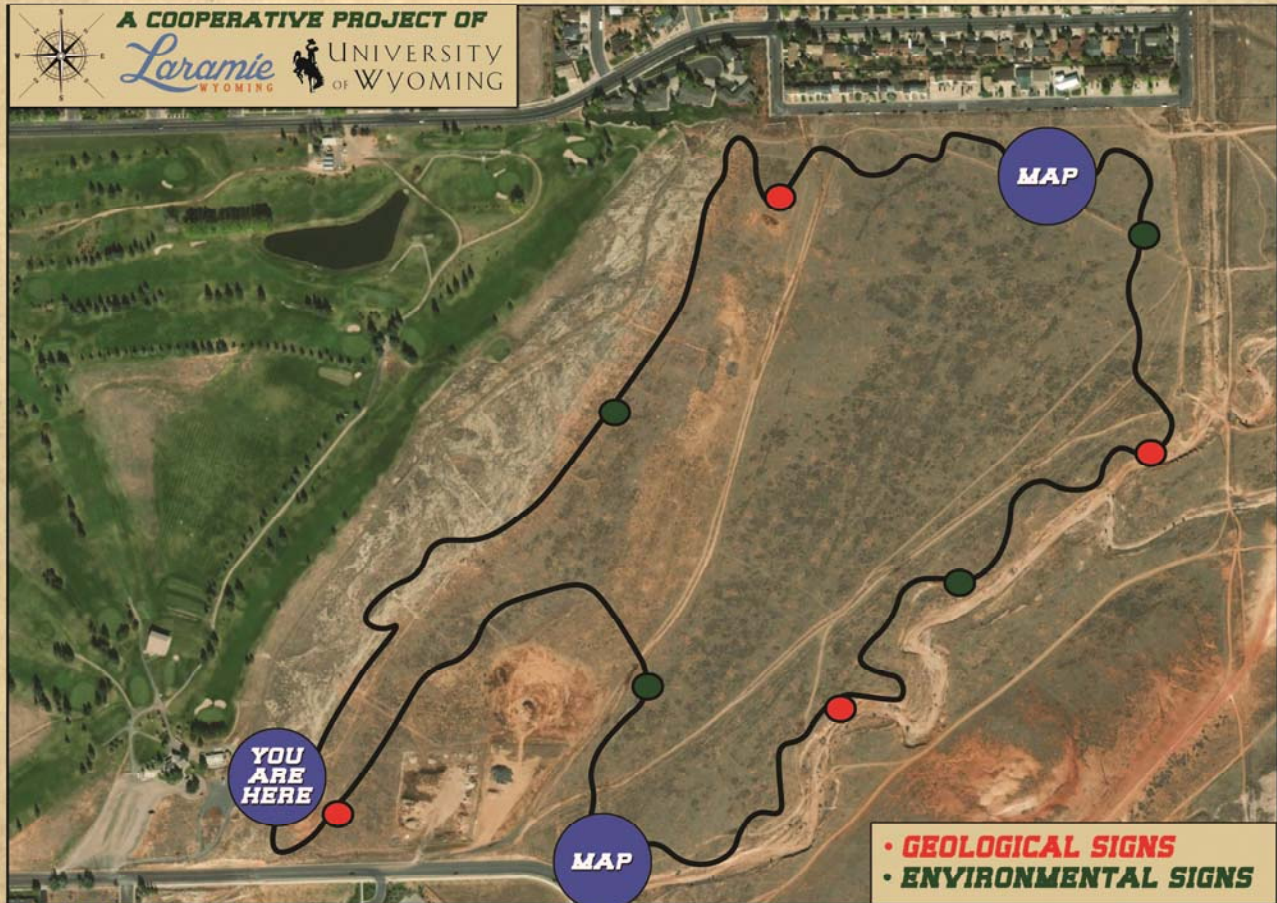 A COOPERATIVE PROJECT OF
N
W E
S
Laramie
WYOMING
UNIVERSITY
OF WYOMING
MAP
YOU
ARE
HERE
MAP
• GEOLOGICAL SIGNS
• ENVIRONMENTAL SIGNS